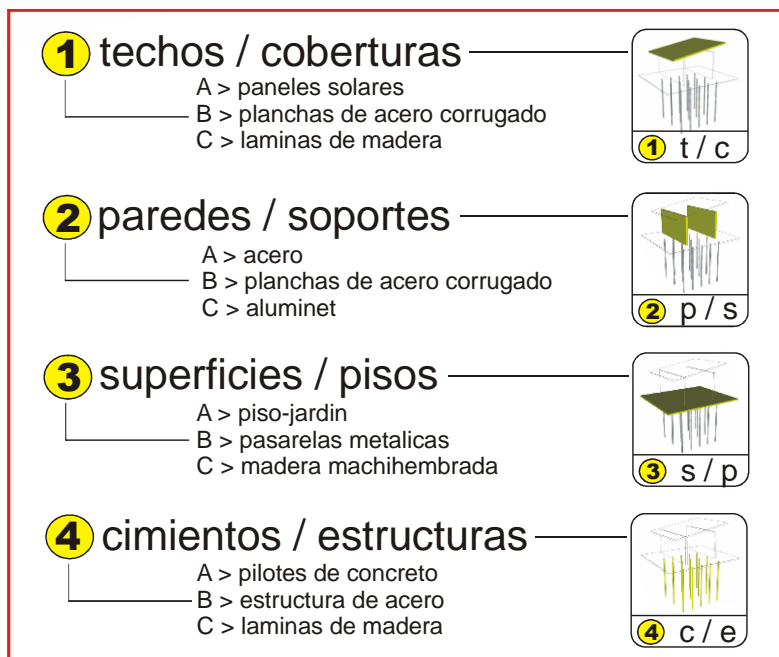 1 techos / coberturas
A > paneles solares
B > planchas de acero corrugado
C > laminas de madera
1 t / c
2 paredes / soportes
A > acero
B > planchas de acero corrugado
C > aluminet
2 p / s
3 superficies / pisos
A > piso-jardin
B > pasarelas metalicas
C > madera machihembrada
3 s / p
4 cimientos / estructuras
A > pilotes de concreto
B > estructura de acero
C > laminas de madera
4 c / e